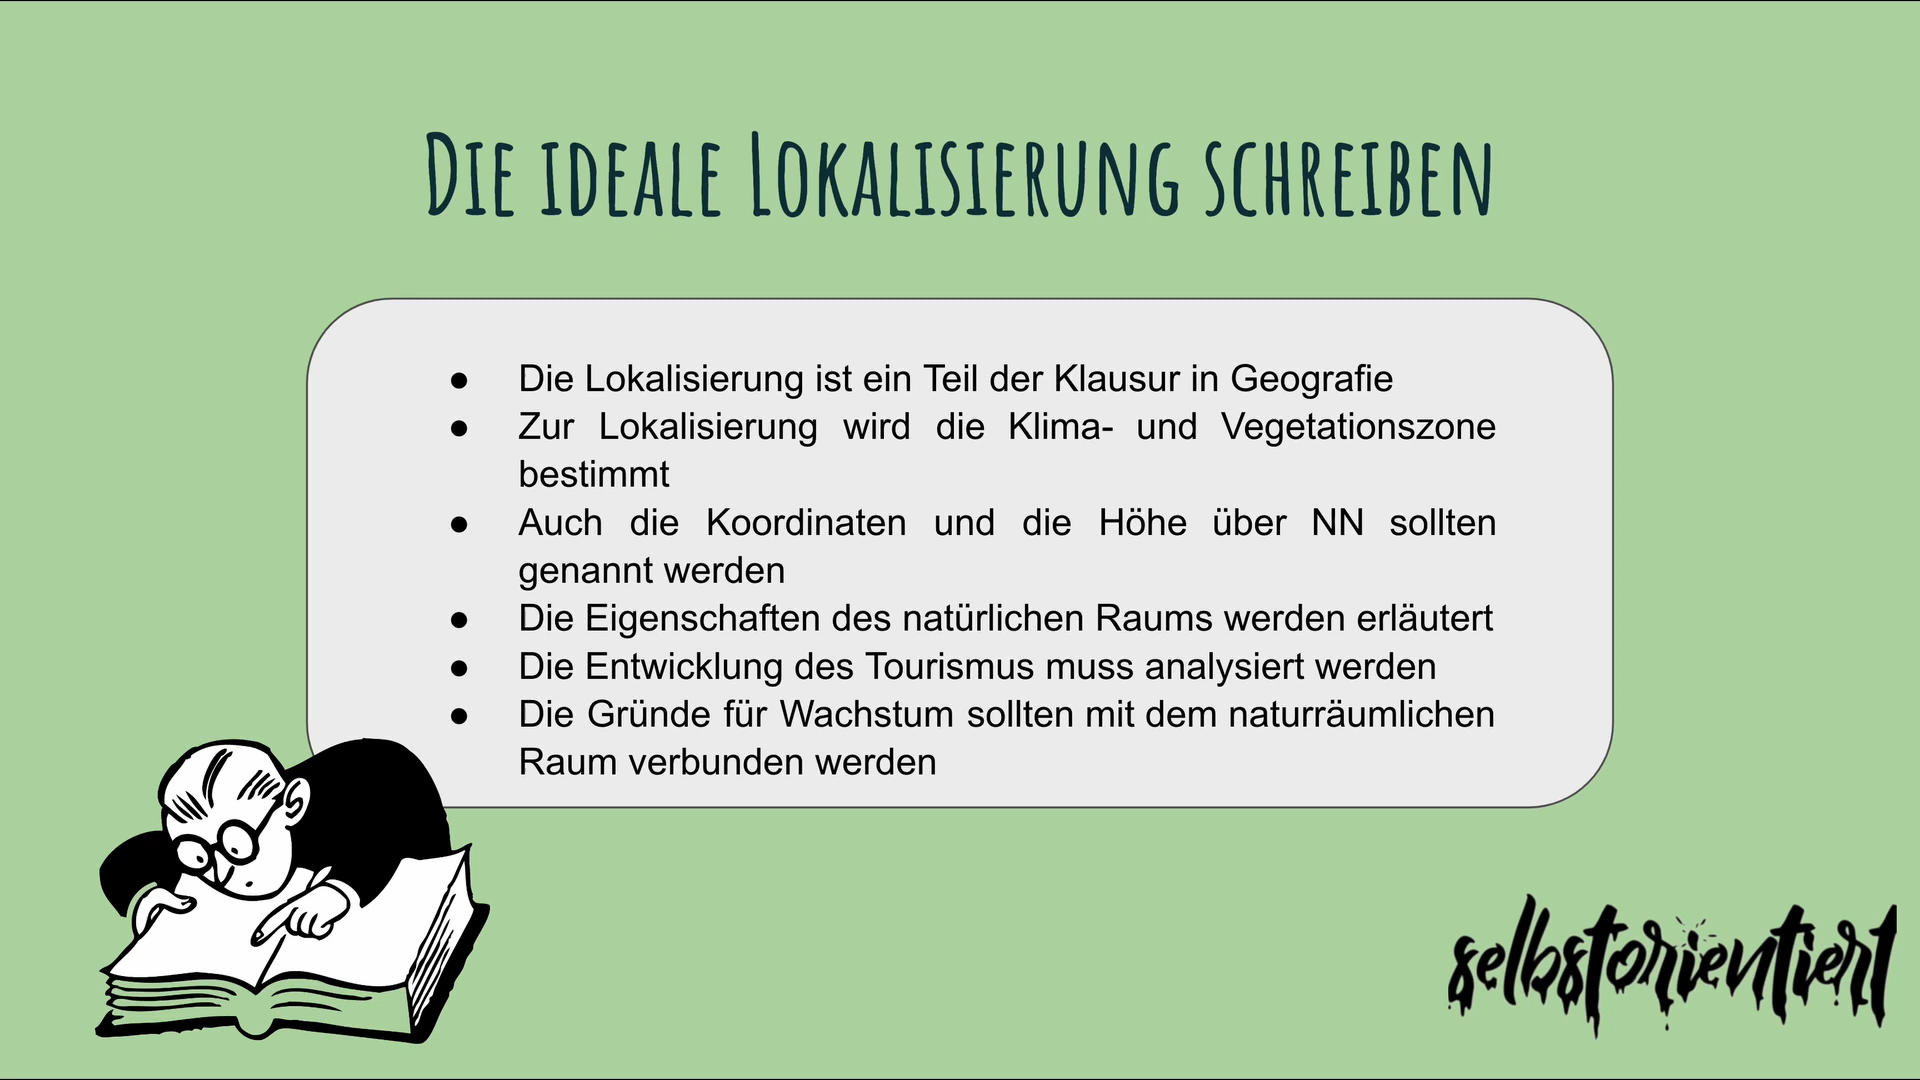 Die ideale Lokalisierung schreiben
● Die Lokalisierung ist ein Teil der Klausur in Geografie
● Zur Lokalisierung wird die Klima- und Vegetationszone
bestimmt
● Auch die Koordinaten und die Höhe über NN sollten
genannt werden
● Die Eigenschaften des natürlichen Raums werden erläutert
● Die Entwicklung des Tourismus muss analysiert werden
● Die Gründe für Wachstum sollten mit dem naturräumlichen
Raum verbunden werden
selbstorientiert